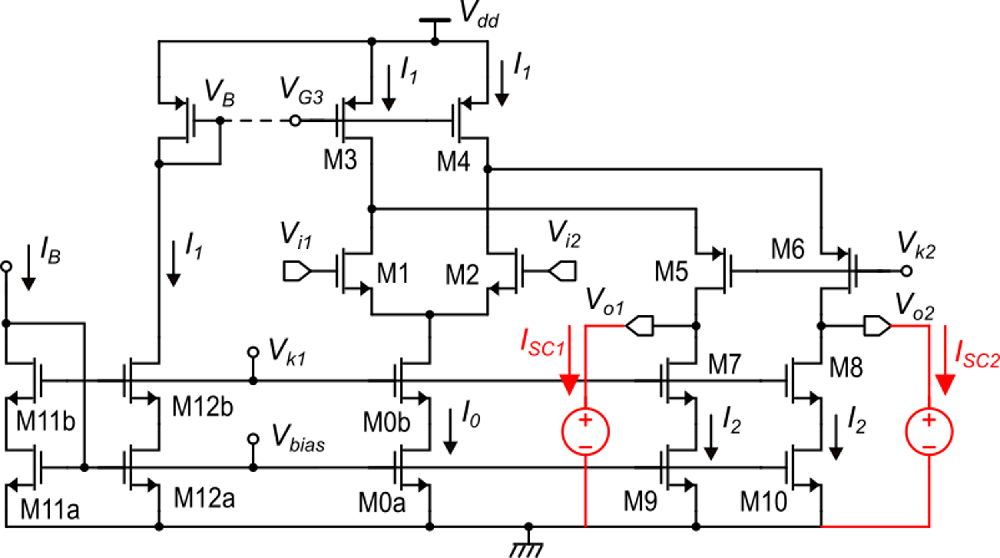 Vdd
I1
I1
VB
VG3
M3
M4
Vi1
Vi2
IB
I1
M1
M2
M5
M6
Vk2
Vo1
Vo2
Vk1
ISC1
ISC2
M7
M8
M12b
M11b
M0b
I0
I2
I2
Vbias
M12a
M11a
M0a
M9
M10
+
+
−
−